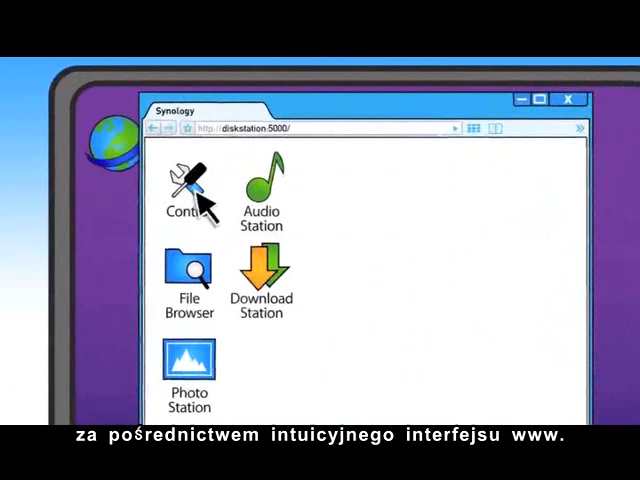 Synology
http://diskstation:5000/
Audio
Station
File
Browser
Download
Station
Photo
Station
za pośrednictwem intuicyjnego interfejsu www.